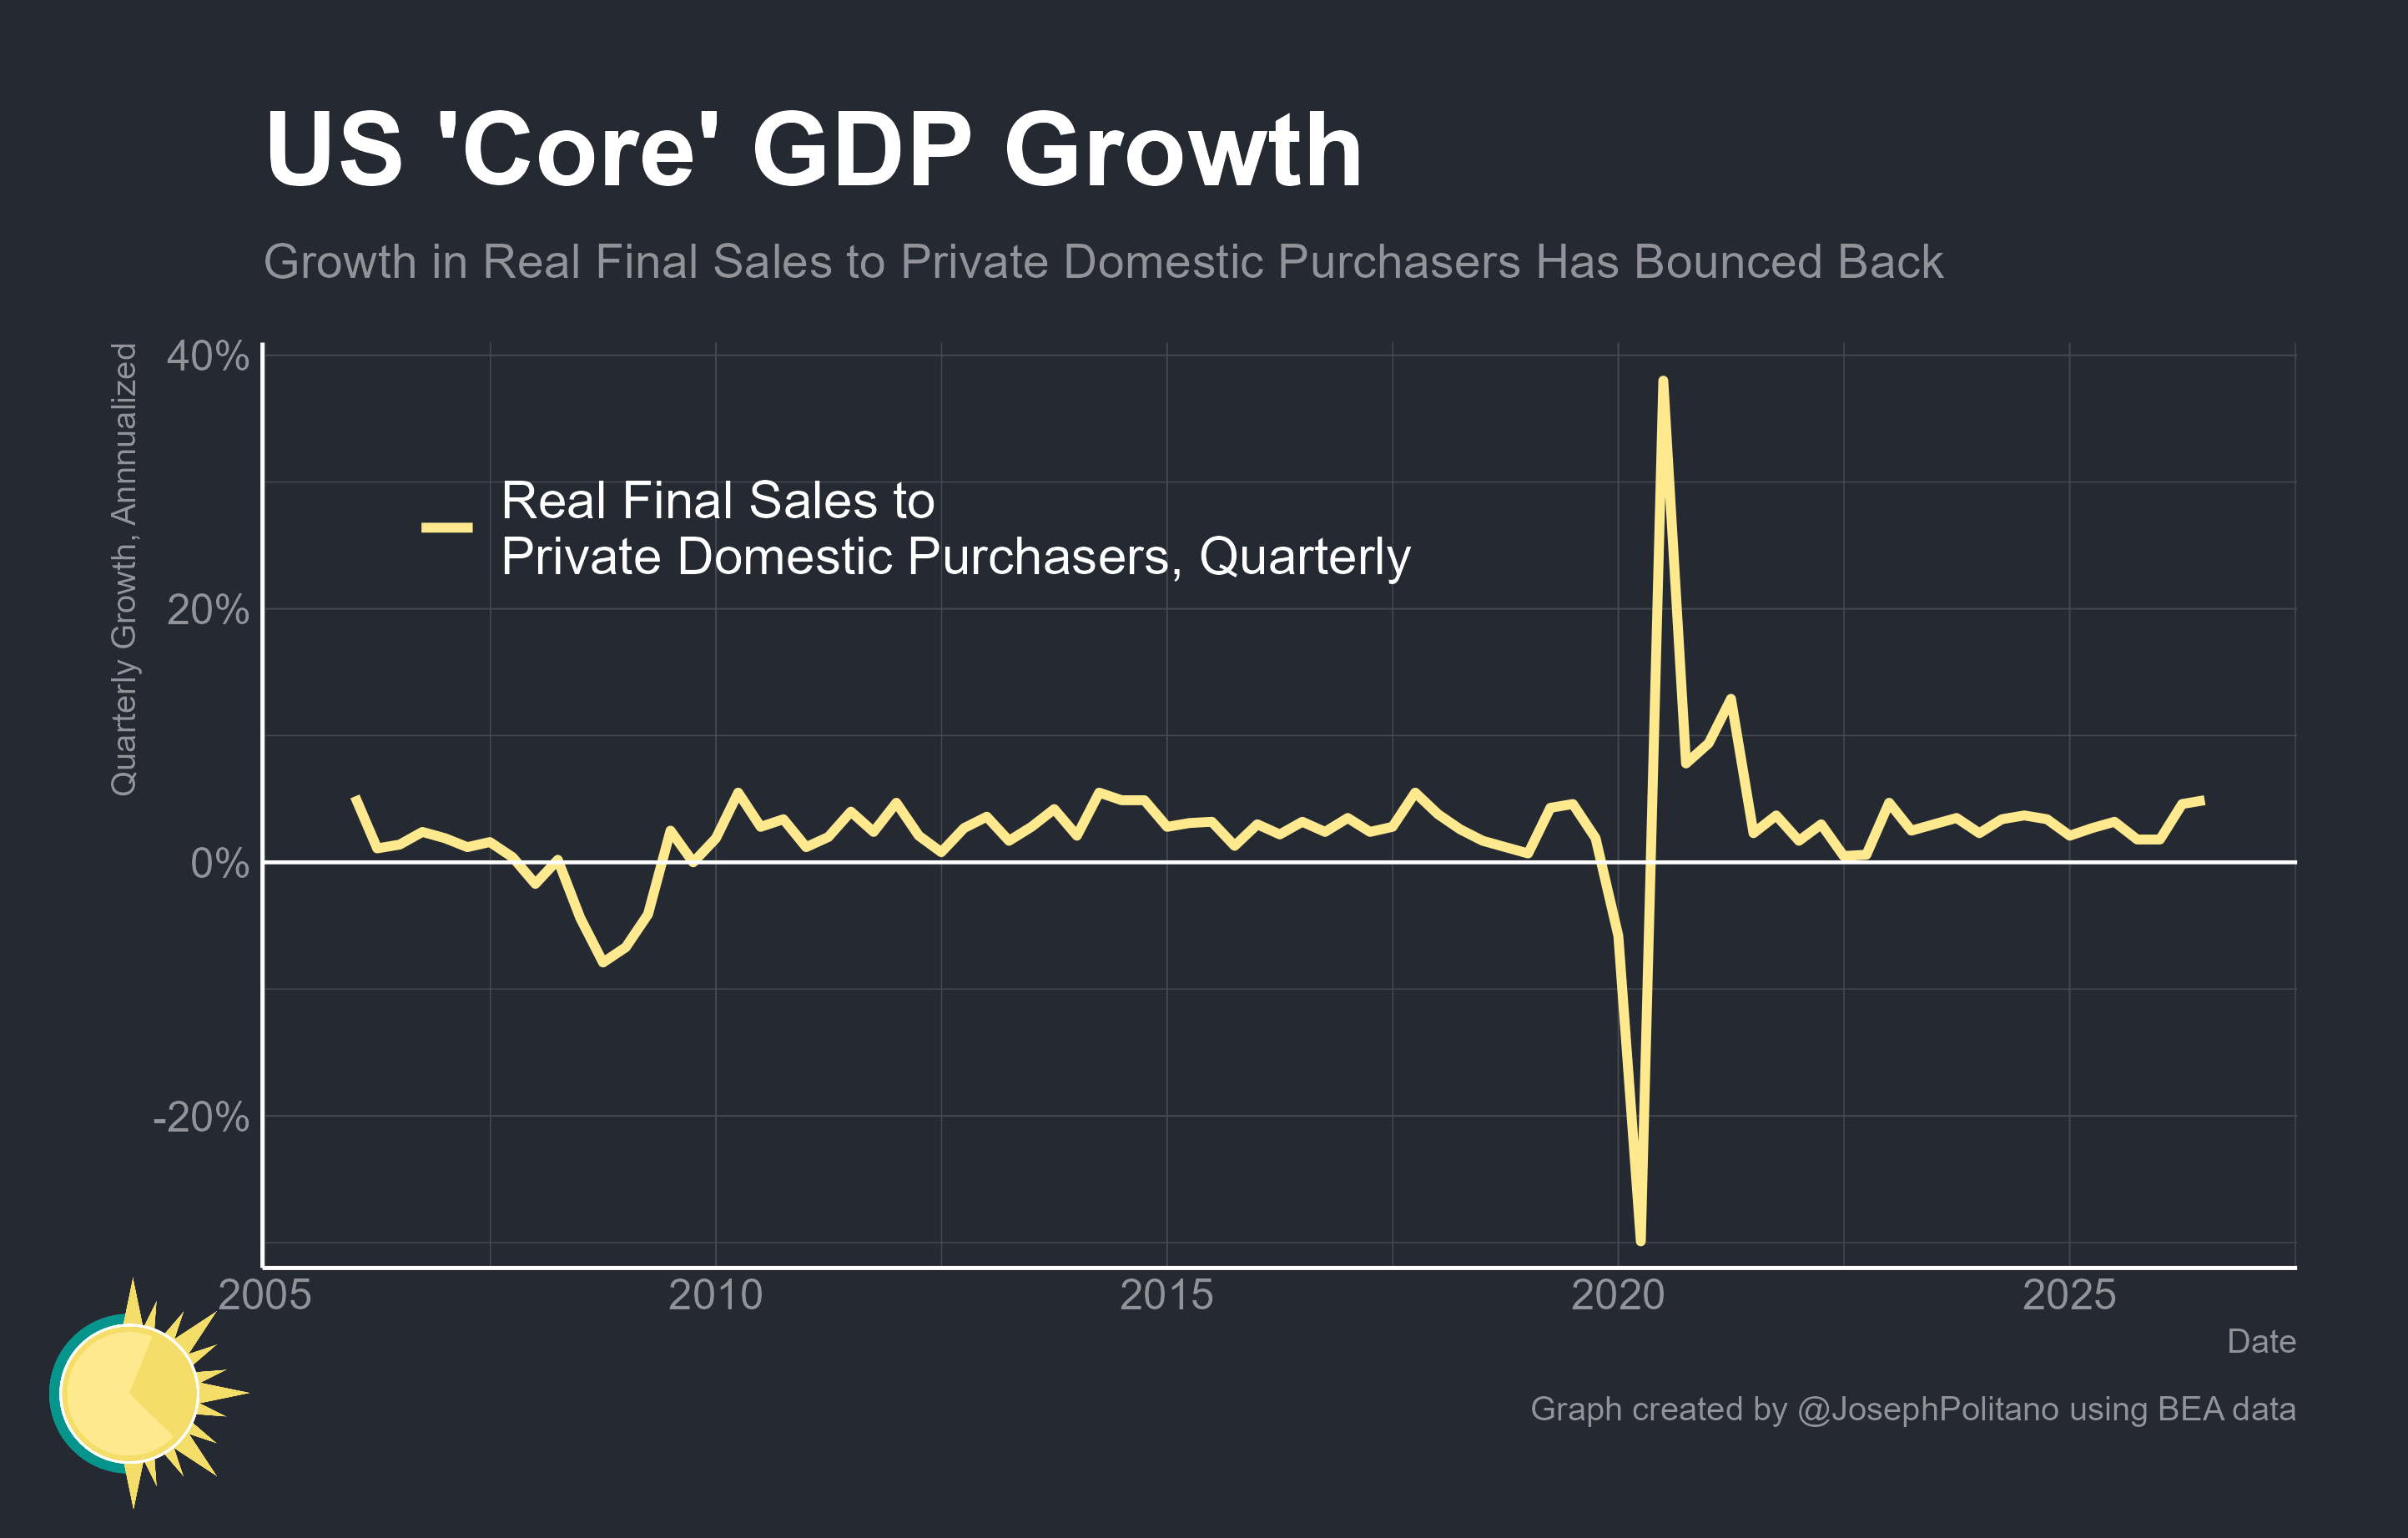 US 'Core' GDP Growth
Growth in Real Final Sales to Private Domestic Purchasers Has Bounced Back
Quarterly Growth, Annnualized
40%
20%
0%
-20%
Real Final Sales to
Private Domestic Purchasers, Quarterly
2005
2010
2015
2020
2025
Date
Graph created by @JosephPolitano using BEA data